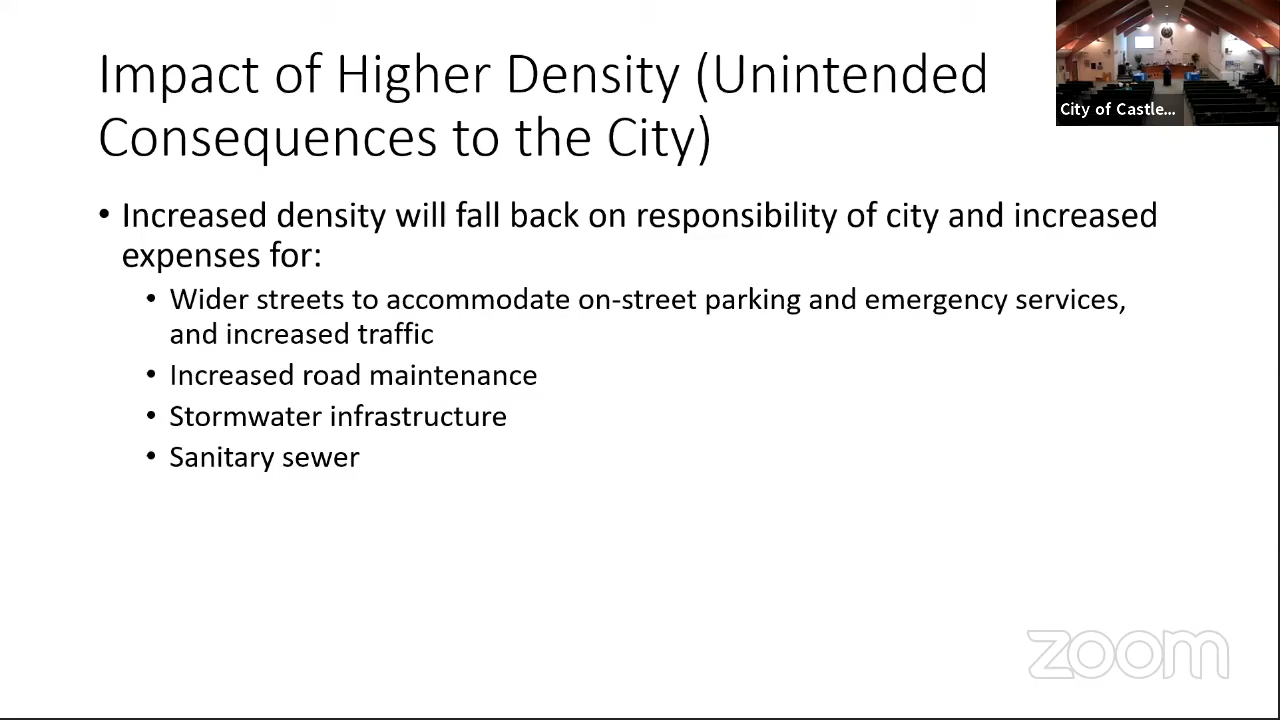 Impact of Higher Density (Unintended
Consequences to the City)
City of Castle...
• Increased density will fall back on responsibility of city and increased
expenses for:
• Wider streets to accommodate on-street parking and emergency services,
and increased traffic
• Increased road maintenance
• Stormwater infrastructure
• Sanitary sewer
zoom